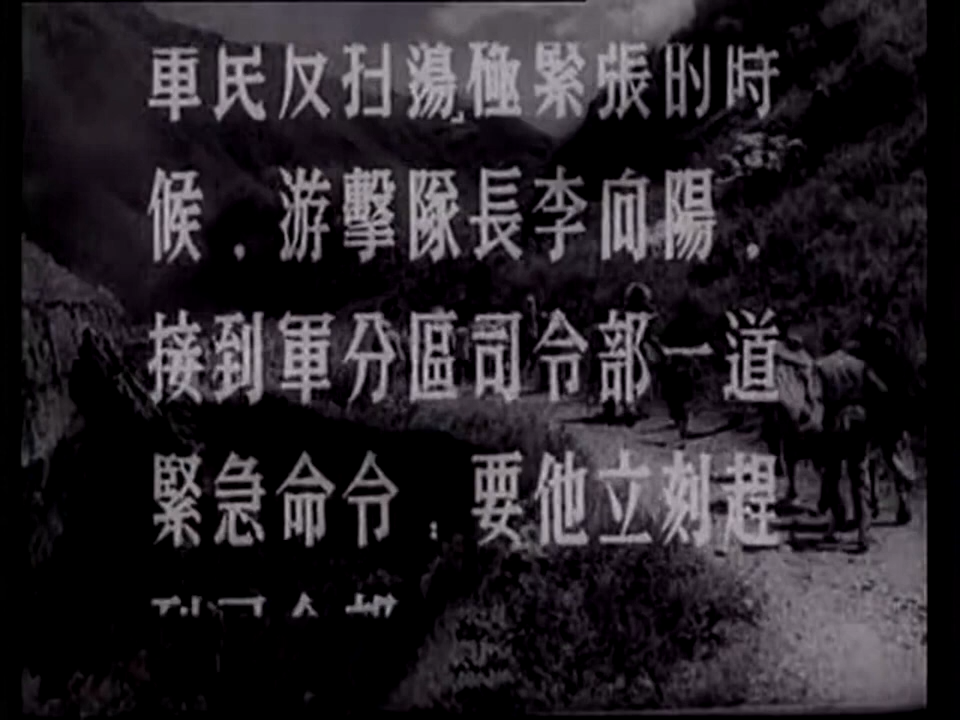 軍民反扫蕩極緊張的時
候．游擊隊長李向陽．
接到軍分區司令部一道
緊急命令．要他立刻趕